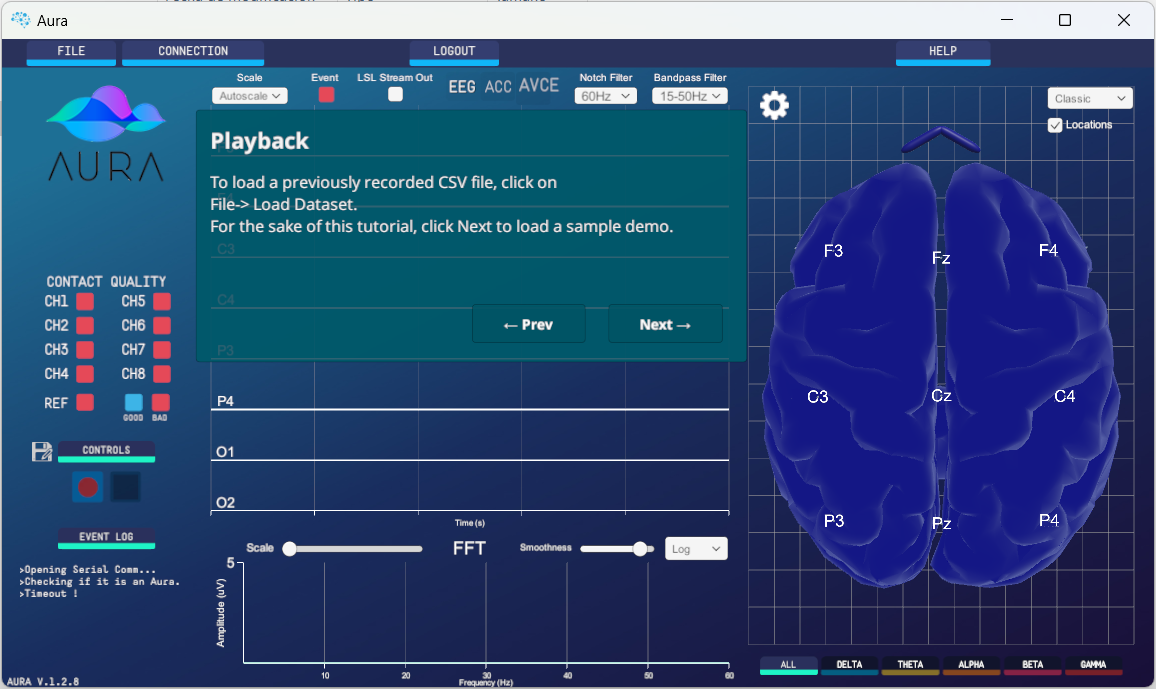 Aura
FILE
CONNECTION
LOGOUT
HELP
Scale
Event
LSL Stream Out
EEG
ACC
AVCE
Notch Filter
Bandpass Filter
Autoscale
60Hz
15-50Hz
Classic
Locations
AURA
Playback
To load a previously recorded CSV file, click on
File-> Load Dataset.
For the sake of this tutorial, click Next to load a sample demo.
C3
C4
P3
← Prev
Next →
P4
O1
O2
Time (s)
CONTACT QUALITY
CH1
CH5
CH2
CH6
CH3
CH7
CH4
CH8
REF
GOOD
BAD
CONTROLS
EVENT LOG
>Opening Serial Comm...
>Checking if it is an Aura.
>Timeout !
AURA V.1.2.8
Scale
FFT
Smoothness
Log
5
Amplitude (uV)
10
20
30
40
50
60
Frequency (Hz)
F3
Fz
F4
C3
Cz
C4
P3
Pz
P4
ALL
DELTA
THETA
ALPHA
BETA
GAMMA